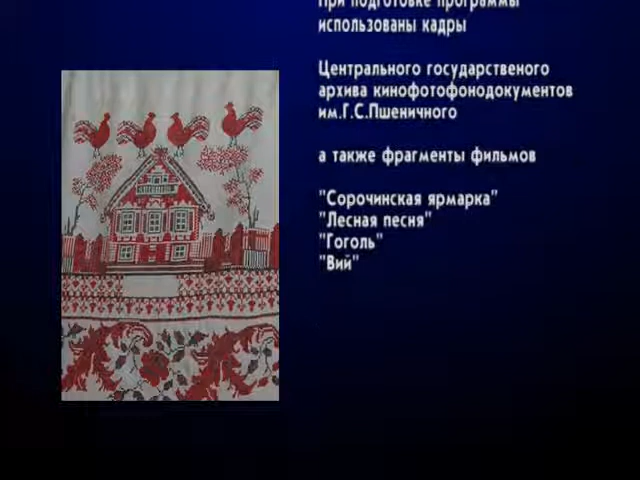 При подготовке программы
использованы кадры
Центрального государственого
архива кинофотофонодокументов
им.Г.С.Пшеничного
а также фрагменты фильмов
"Сорочинская ярмарка"
"Лесная песня"
"Гоголь"
"Вий"